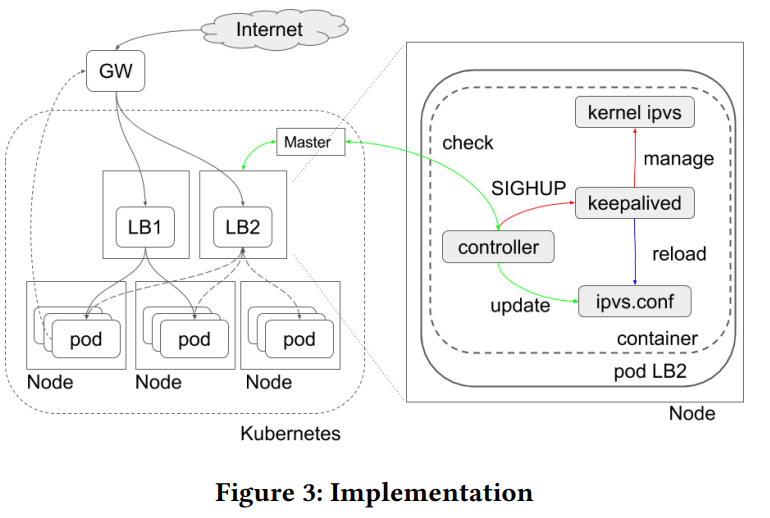 Internet
GW
Master
LB1
LB2
pod
pod
pod
Node
Node
Node
Kubernetes
kernel ipvs
check
manage
SIGHUP
keepalived
controller
reload
update
ipvs.conf
container
pod LB2
Node
Figure 3: Implementation